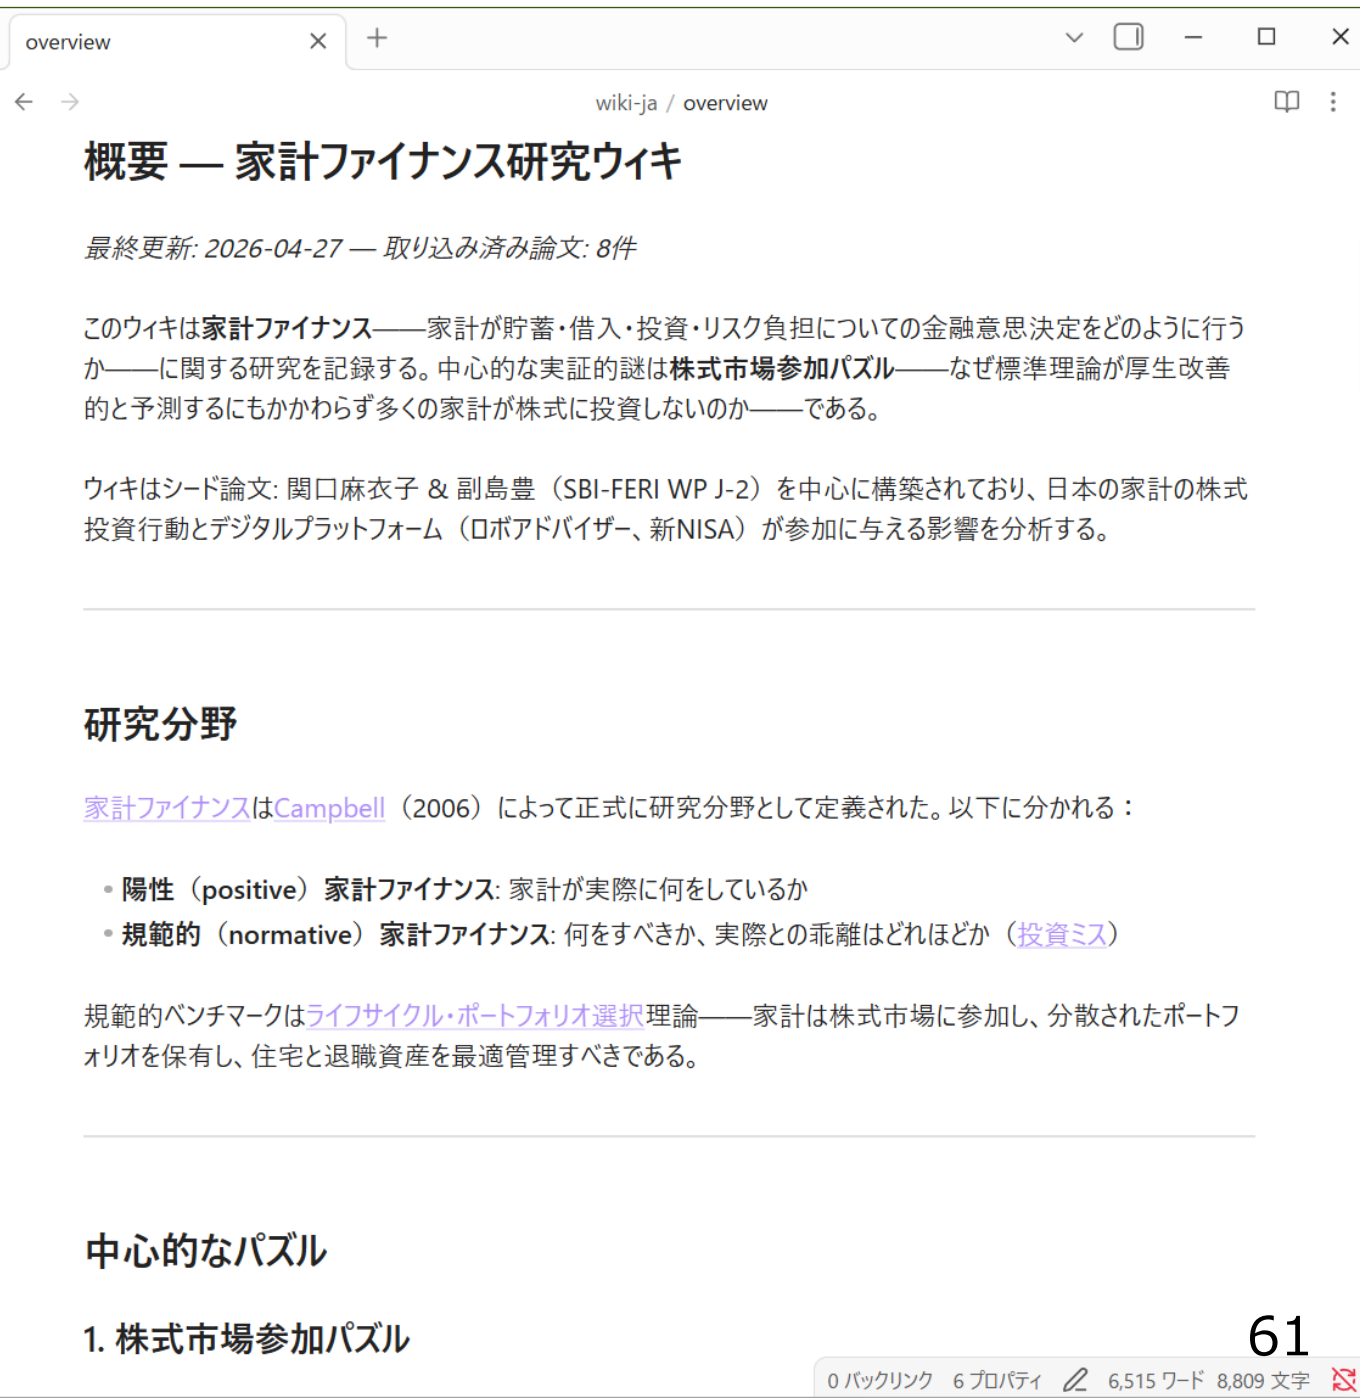 overview
wiki-ja / overview
概要 — 家計ファイナンス研究ウィキ
最終更新: 2026-04-27 — 取り込み済み論文: 8件
このウィキは家計ファイナンス——家計が貯蓄・借入・投資・リスク負担についての金融意思決定をどのように行う
か——に関する研究を記録する。中心的な実証的謎は株式市場参加パズル——なぜ標準理論が厚生改善
的と予測するにもかかわらず多くの家計が株式に投資しないのか——である。
ウィキはシード論文: 関口麻衣子 & 副島豊（SBI-FERI WP J-2）を中心に構築されており、日本の家計の株式
投資行動とデジタルプラットフォーム（ロボアドバイザー、新NISA）が参加に与える影響を分析する。
研究分野
家計ファイナンスはCampbell（2006）によって正式に研究分野として定義された。以下に分かれる：
• 陽性（positive）家計ファイナンス: 家計が実際に何をしているか
• 規範的（normative）家計ファイナンス: 何をすべきか、実際との乖離はどれほどか（投資ミス）
規範的ベンチマークはライフサイクル・ポートフォリオ選択理論——家計は株式市場に参加し、分散されたポートフ
ォリオを保有し、住宅と退職資産を最適管理すべきである。
中心的なパズル
1. 株式市場参加パズル
61
0 バックリンク 6 プロパティ 6,515 ワード 8,809 文字